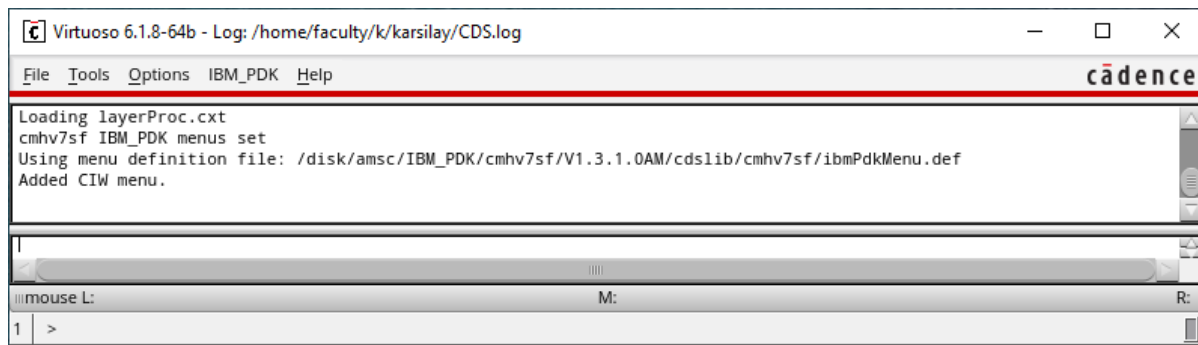 Virtuoso 6.1.8-64b - Log: /home/faculty/k/karsilay/CDS.log
File Tools Options IBM_PDK Help cādence
Loading layerProc.cxt
cmhv7sf IBM_PDK menus set
Using menu definition file: /disk/amsc/IBM_PDK/cmhv7sf/V1.3.1.0AM/cdslib/cmhv7sf/ibmPdkMenu.def
Added CIW menu.
mouse L: M: R:
1 >